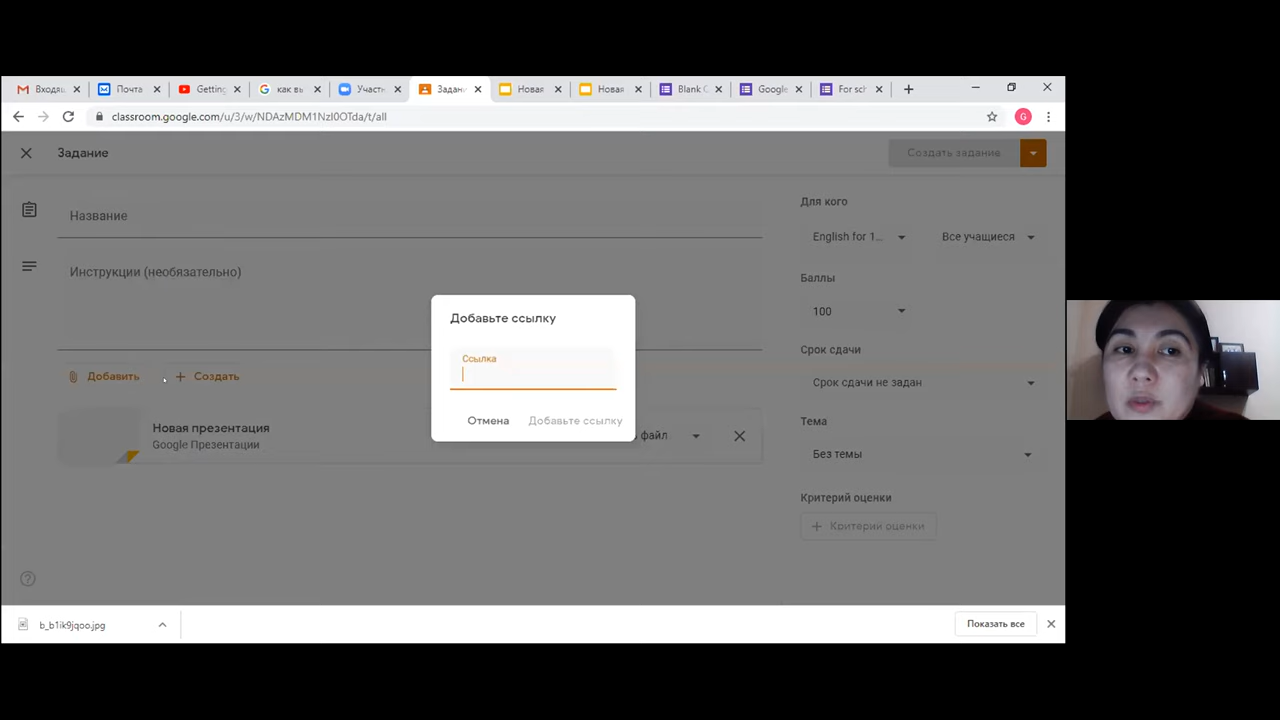 Входящ
Почта
Getting
как вы
Участн
Задани
Новая
Новая
Blank Q
Google
For sch
classroom.google.com/u/3/w/NDAzMDM1NzI0OTda/t/all
G
Задание
Создать задание
Название
Для кого
English for 1...
Все учащиеся
Инструкции (необязательно)
Баллы
100
Добавьте ссылку
Ссылка
Отмена
Добавьте ссылку
Срок сдачи
Срок сдачи не задан
Добавить
Создать
Новая презентация
Google Презентации
файл
Тема
Без темы
Критерий оценки
Критерий оценки
b_b1ik9jqoo.jpg
Показать все